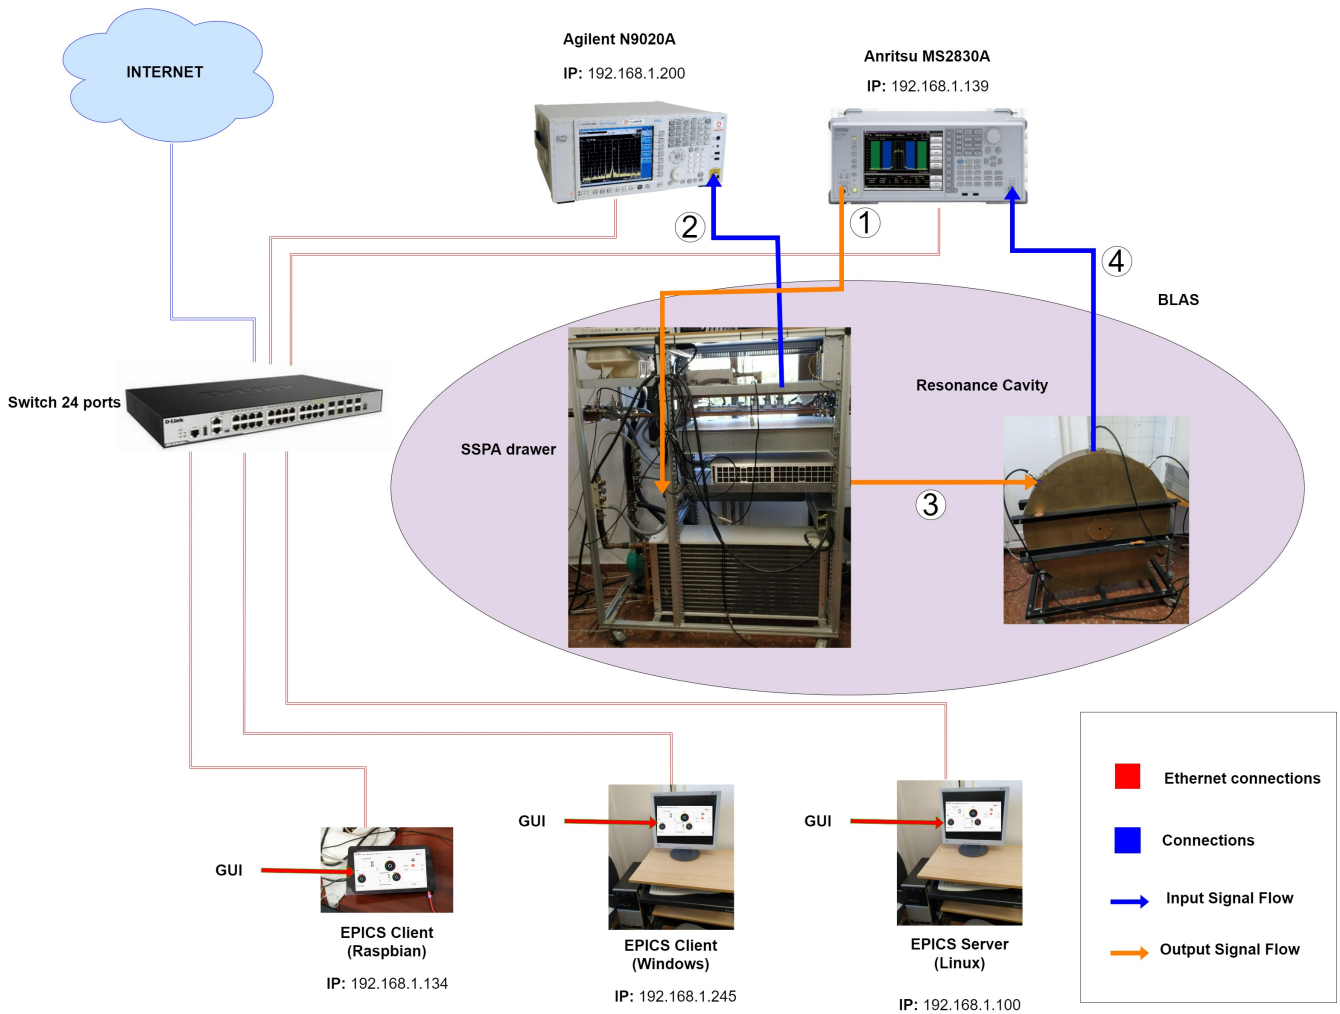 INTERNET
Agilent N9020A
IP: 192.168.1.200
Anritsu MS2830A
IP: 192.168.1.139
1
2
4
BLAS
Resonance Cavity
Switch 24 ports
D-Link
SSPA drawer
3
GUI
GUI
GUI
EPICS Client
(Raspbian)
IP: 192.168.1.134
EPICS Client
(Windows)
IP: 192.168.1.245
EPICS Server
(Linux)
IP: 192.168.1.100
Ethernet connections
Connections
Input Signal Flow
Output Signal Flow